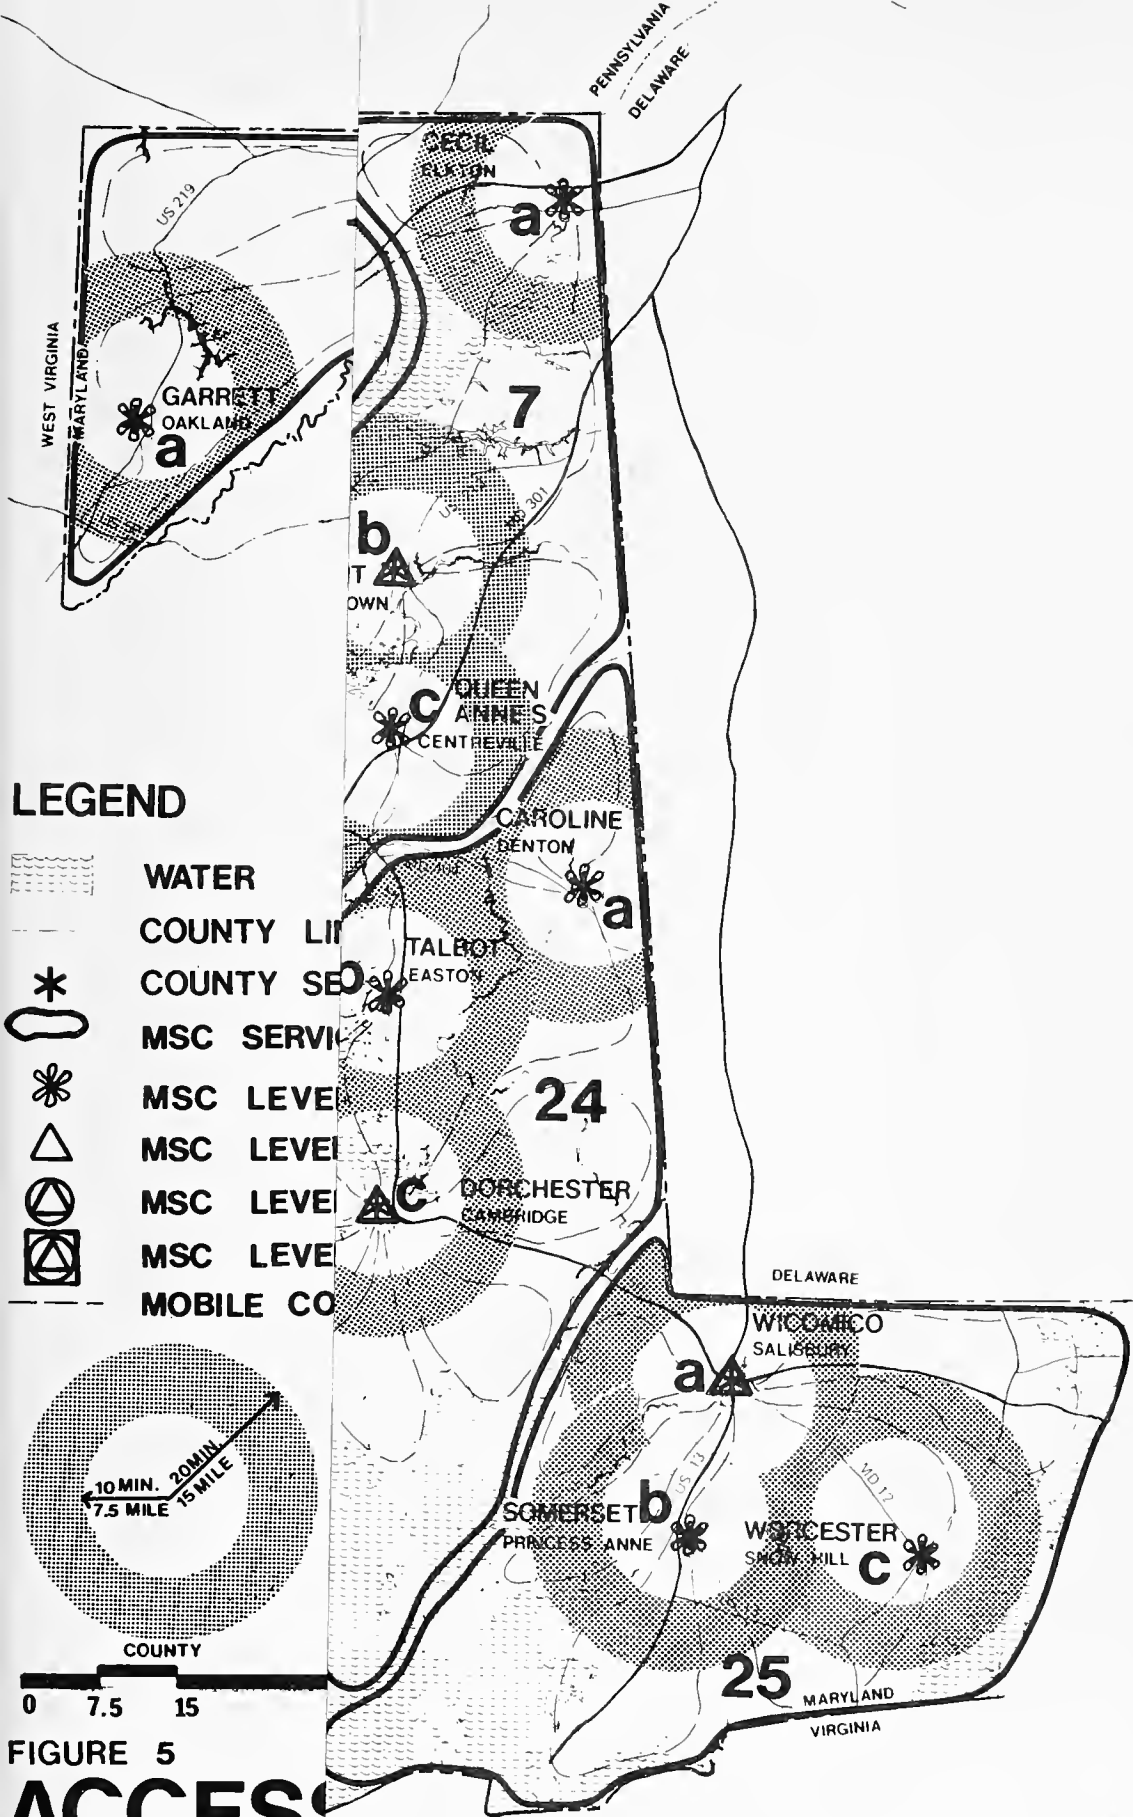 PENNSYLVANIA
DELAWARE
CECIL
ELKTON
a
US 219
WEST VIRGINIA
MARYLAND
GARRETT
OAKLAND
a
7
US 301
b
T
OWN
C
QUEEN
ANNE'S
CENTREVILLE
LEGEND
WATER
COUNTY LI
COUNTY SE
MSC SERVI
MSC LEVE
MSC LEVE
MSC LEVE
MSC LEVE
MOBILE CO
CAROLINE
DENTON
a
TALBOT
EASTON
24
C
DORCHESTER
CAMBRIDGE
DELAWARE
WICOMICO
SALISBURY
a
US 13
MD 12
SOMERSET
b
PRINCESS ANNE
WORCESTER
SNOW HILL
C
25
MARYLAND
VIRGINIA
10 MIN.
7.5 MILE
20 MIN.
15 MILE
COUNTY
0 7.5 15
FIGURE 5
ACCES